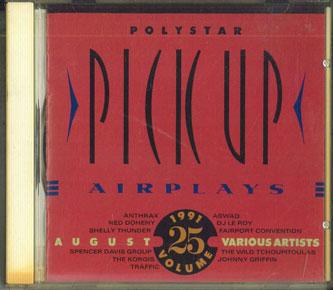 POLYSTAR
PICK UP
AIRPLAYS
ANTHRAX
NED DOHENY
SHELLY THUNDER
AUGUST
SPENCER DAVIS GROUP
THE KORGIS
TRAFFIC
1991
25
VOLUME
ASWAD
DJ LE ROY
FAIRPORT CONVENTION
VARIOUS ARTISTS
THE WILD TCHOUPITOULAS
JOHNNY GRIFFIN